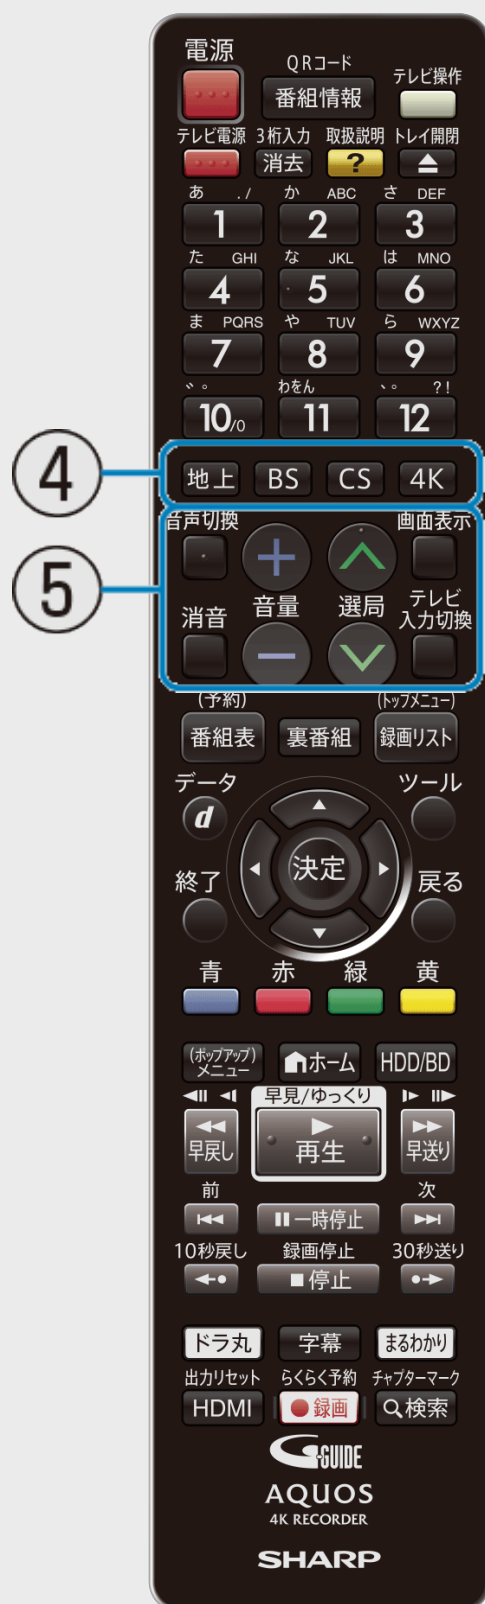 電源
QRコード
テレビ操作
番組情報
テレビ電源 3桁入力 取扱説明 トレイ開閉
消去 ?
あ ./ か ABC さ DEF
1 2 3
た GHI な JKL は MNO
4 5 6
ま PQRS や TUV ら WXYZ
7 8 9
゛゜ わをん 、。 ?!
10/0 11 12
④ 地上 BS CS 4K
音声切換 画面表示
⑤
消音 音量 選局 テレビ
入力切換
(予約) (トップメニュー)
番組表 裏番組 録画リスト
データ ツール
d
決定
終了 戻る
青 赤 緑 黄
(ポップアップ)
メニュー ホーム HDD/BD
早見/ゆっくり
早戻し 再生 早送り
前 次
一時停止
10秒戻し 録画停止 30秒送り
停止
ドラ丸 字幕 まるわかり
出力リセット らくらく予約 チャプターマーク
HDMI 録画 検索
G-GUIDE
AQUOS
4K RECORDER
SHARP